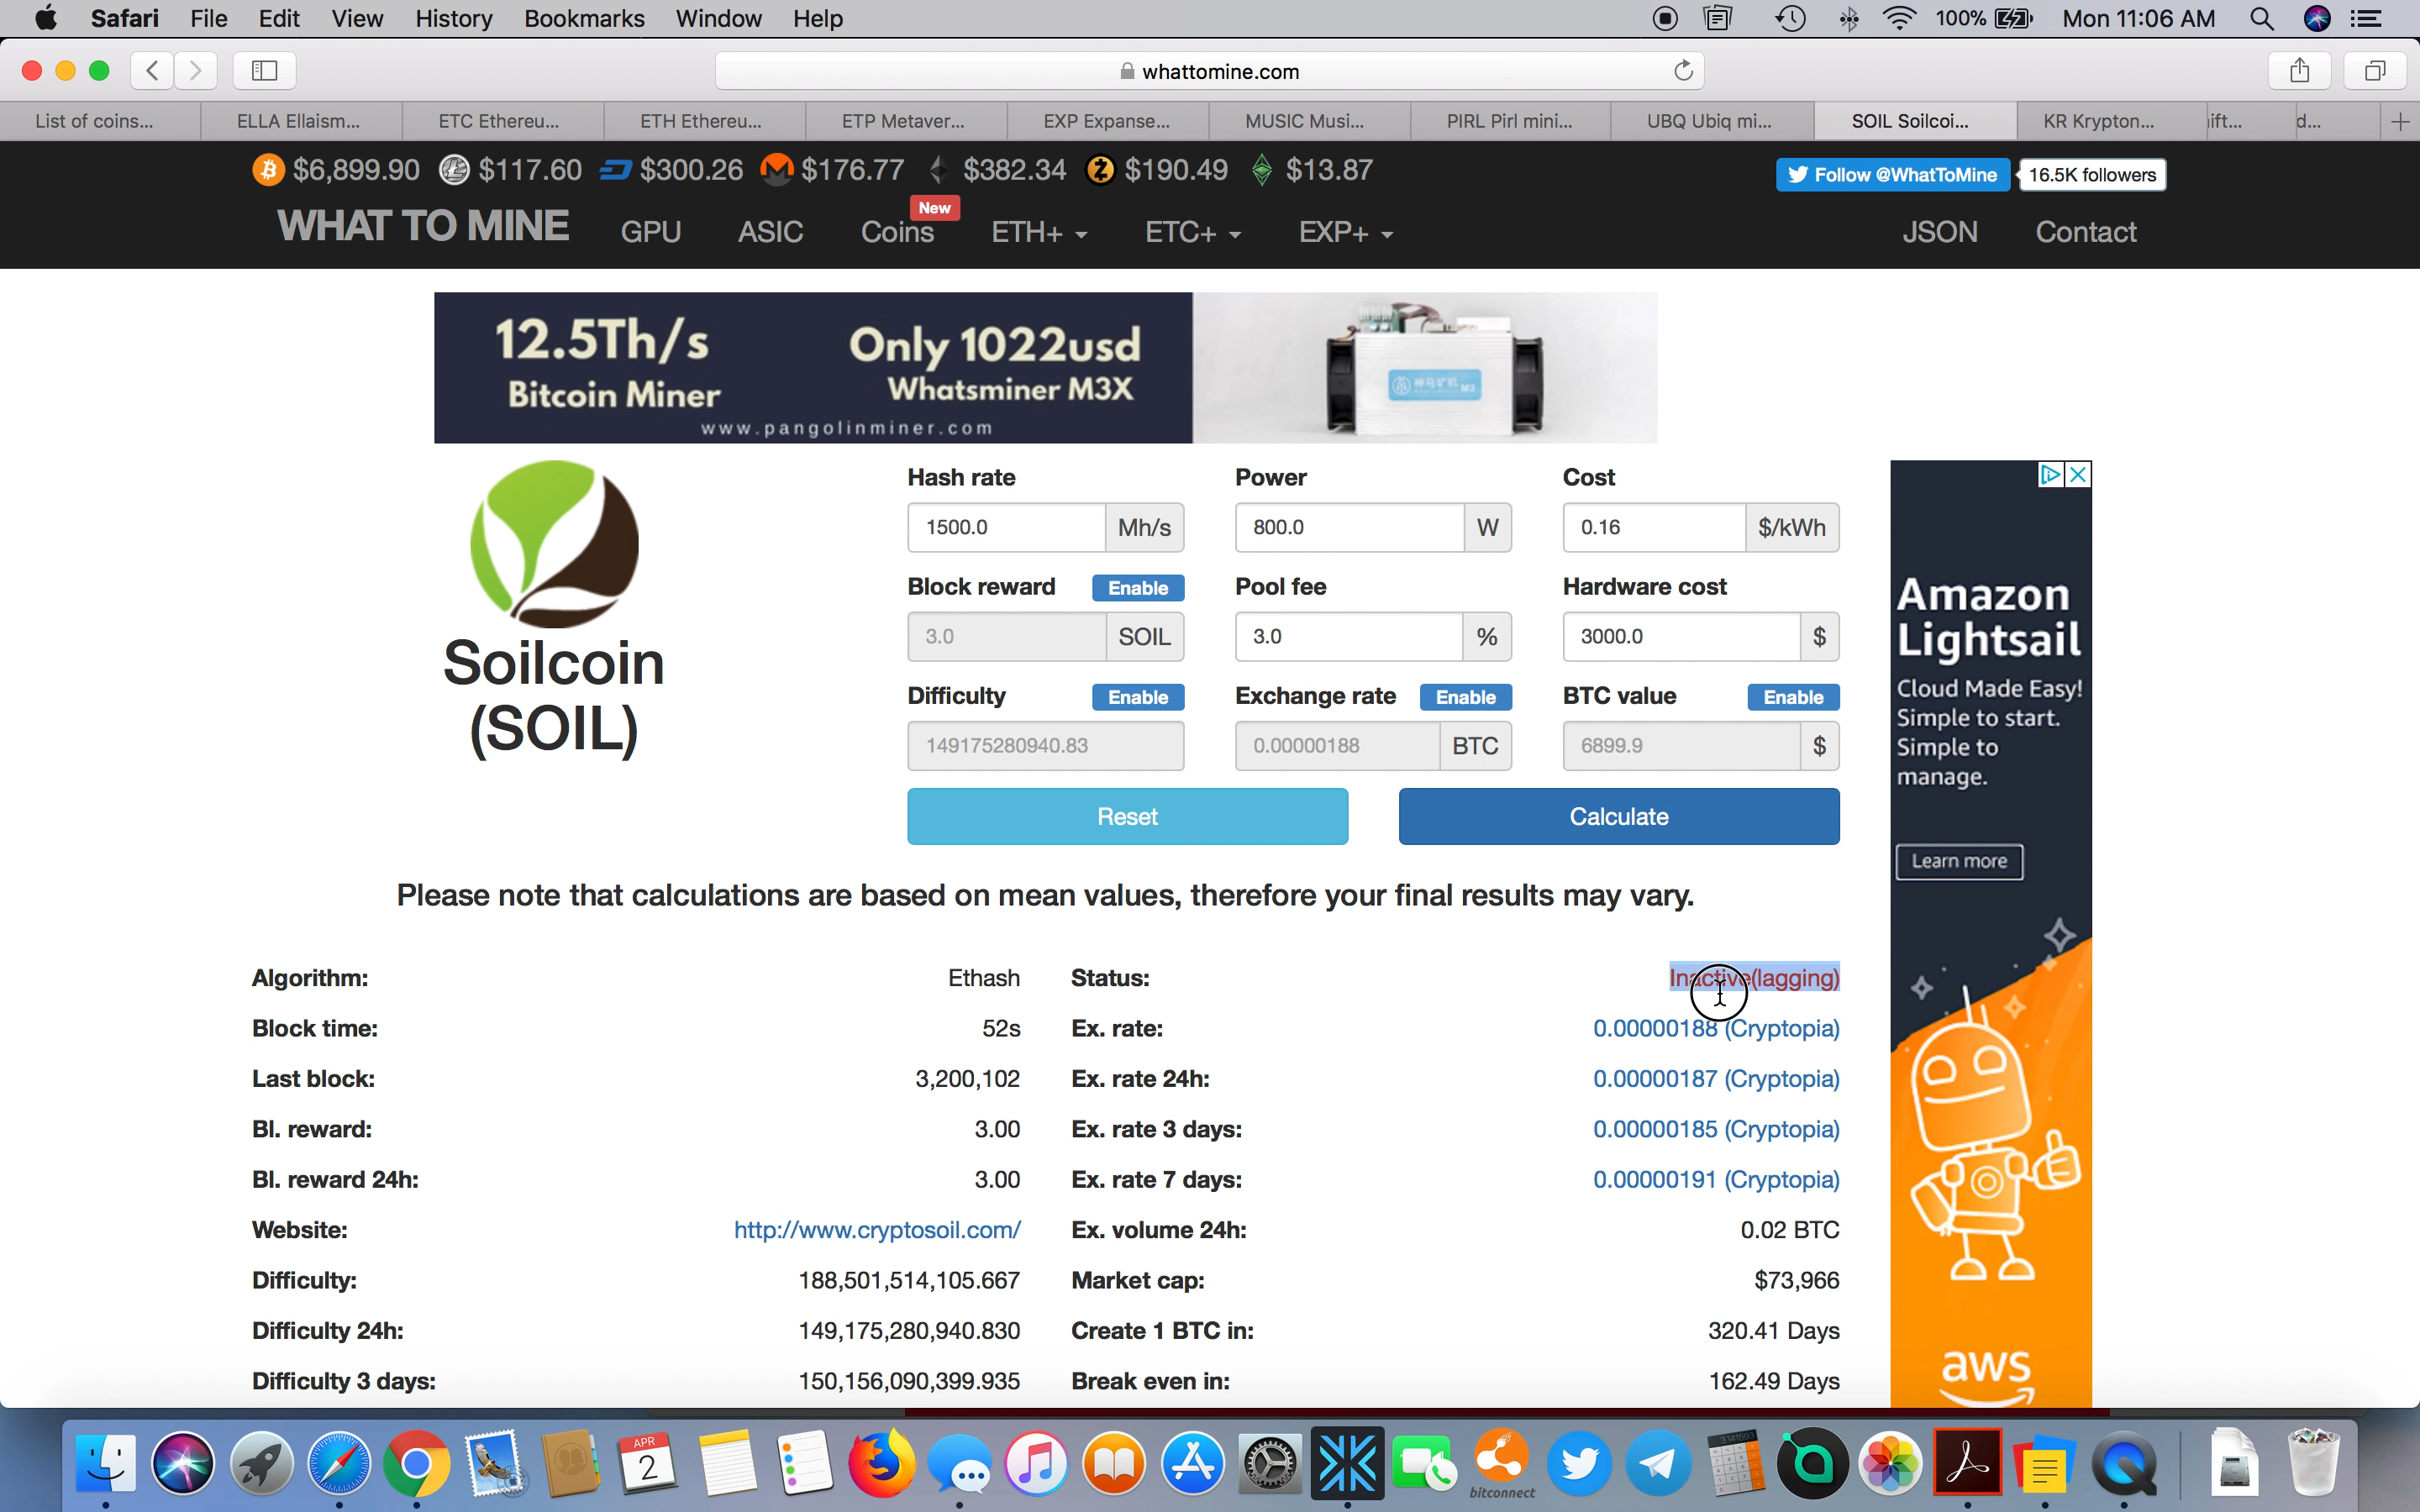 Safari File Edit View History Bookmarks Window Help 100% Mon 11:06 AM
whattomine.com
List of coins... ELLA Ellaism... ETC Ethereu... ETH Ethereu... ETP Metaver... EXP Expanse... MUSIC Musi... PIRL Pirl mini... UBQ Ubiq mi... SOIL Soilcoi... KR Krypton... ift... d...
$6,899.90 $117.60 $300.26 $176.77 $382.34 $190.49 $13.87 Follow @WhatToMine 16.5K followers
WHAT TO MINE GPU ASIC Coins New ETH+ ETC+ EXP+ JSON Contact
12.5Th/s Only 1022usd
Bitcoin Miner Whatsminer M3X
www.pangolinminer.com
神马矿机 M3
Soilcoin
(SOIL)
Hash rate Power Cost
1500.0 Mh/s 800.0 W 0.16 $/kWh
Block reward Enable Pool fee Hardware cost
3.0 SOIL 3.0 % 3000.0 $
Difficulty Enable Exchange rate Enable BTC value Enable
149175280940.83 0.00000188 BTC 6899.9 $
Reset Calculate
Please note that calculations are based on mean values, therefore your final results may vary.
Algorithm: Ethash Status: Inactive(lagging)
Block time: 52s Ex. rate: 0.00000188 (Cryptopia)
Last block: 3,200,102 Ex. rate 24h: 0.00000187 (Cryptopia)
Bl. reward: 3.00 Ex. rate 3 days: 0.00000185 (Cryptopia)
Bl. reward 24h: 3.00 Ex. rate 7 days: 0.00000191 (Cryptopia)
Website: http://www.cryptosoil.com/ Ex. volume 24h: 0.02 BTC
Difficulty: 188,501,514,105.667 Market cap: $73,966
Difficulty 24h: 149,175,280,940.830 Create 1 BTC in: 320.41 Days
Difficulty 3 days: 150,156,090,399.935 Break even in: 162.49 Days
Amazon
Lightsail
Cloud Made Easy!
Simple to start.
Simple to
manage.
Learn more
aws
APR
2
bitconnect
3.141593